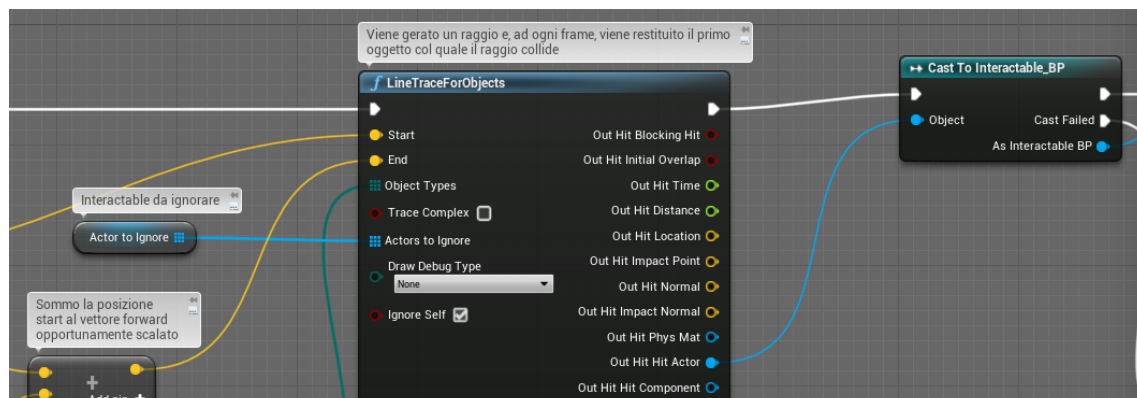 Viene gerato un raggio e, ad ogni frame, viene restituito il primo
oggetto col quale il raggio collide
LineTraceForObjects
Start
End
Object Types
Trace Complex
Actors to Ignore
Draw Debug Type
None
Ignore Self
Out Hit Blocking Hit
Out Hit Initial Overlap
Out Hit Time
Out Hit Distance
Out Hit Location
Out Hit Impact Point
Out Hit Normal
Out Hit Impact Normal
Out Hit Phys Mat
Out Hit Hit Actor
Out Hit Hit Component
Cast To Interactable_BP
Object
Cast Failed
As Interactable BP
Interactable da ignorare
Actor to Ignore
Sommo la posizione
start al vettore forward
opportunamente scalato
Add pin